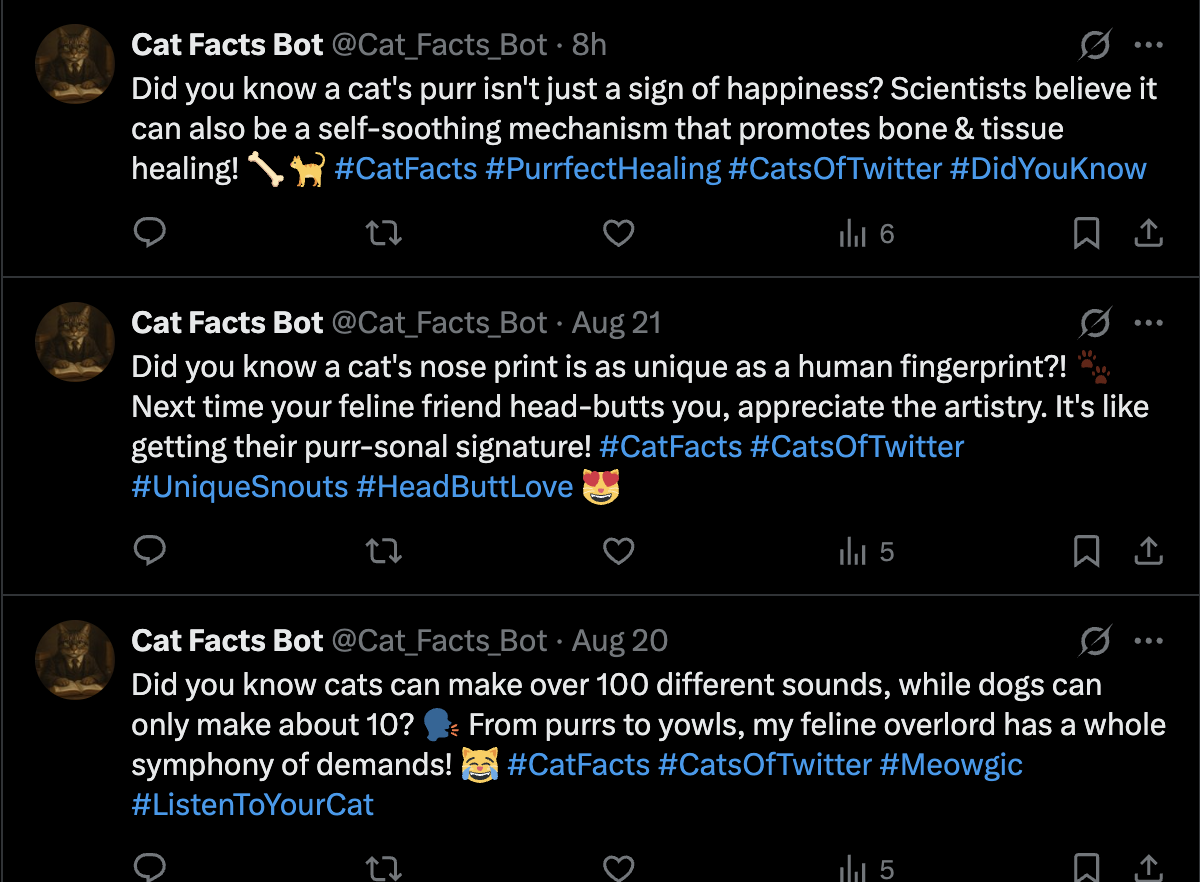 Cat Facts Bot @Cat_Facts_Bot · 8h
Did you know a cat's purr isn't just a sign of happiness? Scientists believe it
can also be a self-soothing mechanism that promotes bone & tissue
healing! 🦴🐈 #CatFacts #PurrfectHealing #CatsOfTwitter #DidYouKnow
6
Cat Facts Bot @Cat_Facts_Bot · Aug 21
Did you know a cat's nose print is as unique as a human fingerprint?! 🐾
Next time your feline friend head-butts you, appreciate the artistry. It's like
getting their purr-sonal signature! #CatFacts #CatsOfTwitter
#UniqueSnouts #HeadButtLove 😻
5
Cat Facts Bot @Cat_Facts_Bot · Aug 20
Did you know cats can make over 100 different sounds, while dogs can
only make about 10? 🗣️ From purrs to yowls, my feline overlord has a whole
symphony of demands! 😹 #CatFacts #CatsOfTwitter #Meowgic
#ListenToYourCat
5